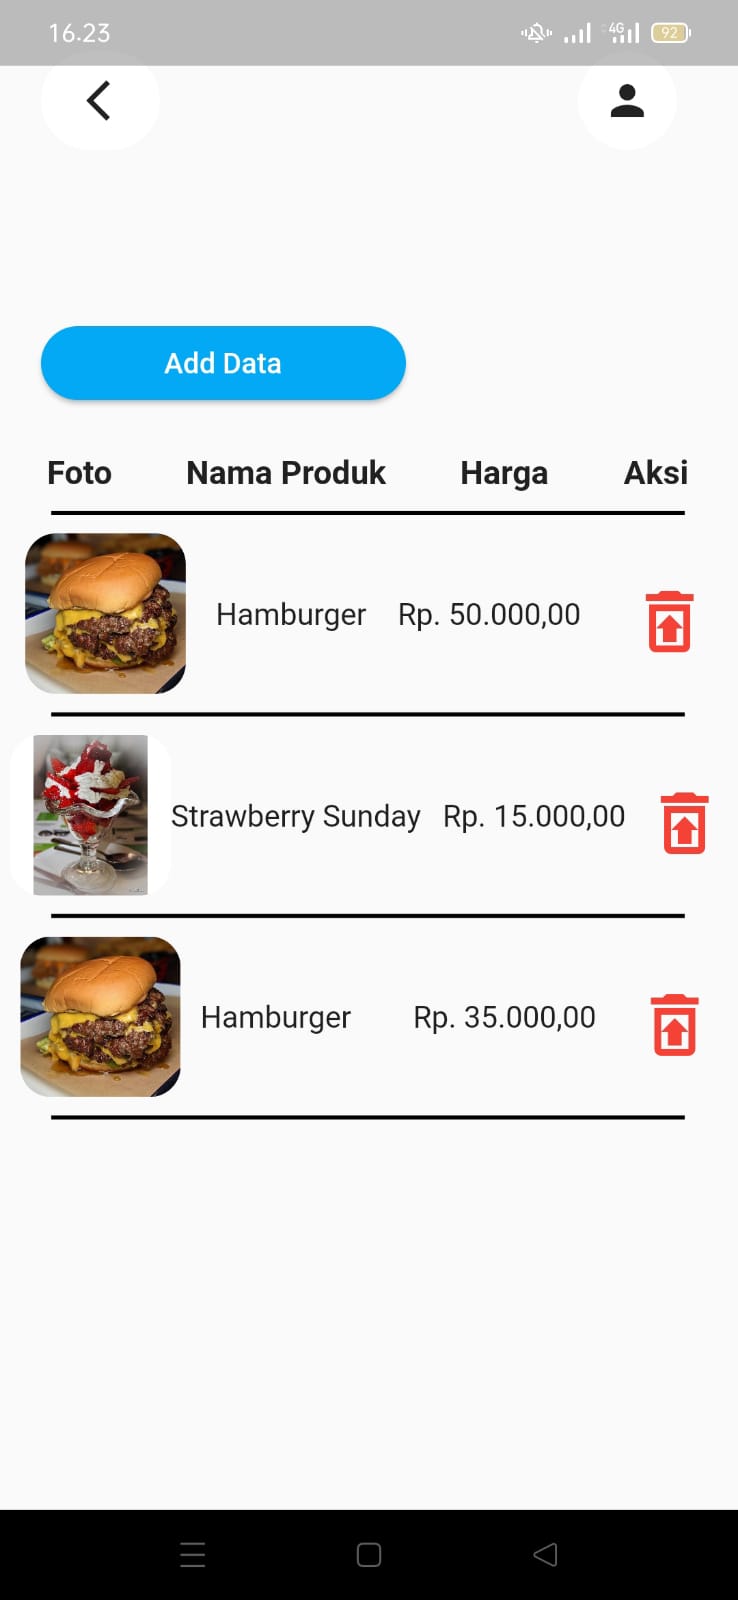 16.23
4G
92
Add Data
Foto Nama Produk Harga Aksi
Hamburger Rp. 50.000,00
Strawberry Sunday Rp. 15.000,00
Hamburger Rp. 35.000,00